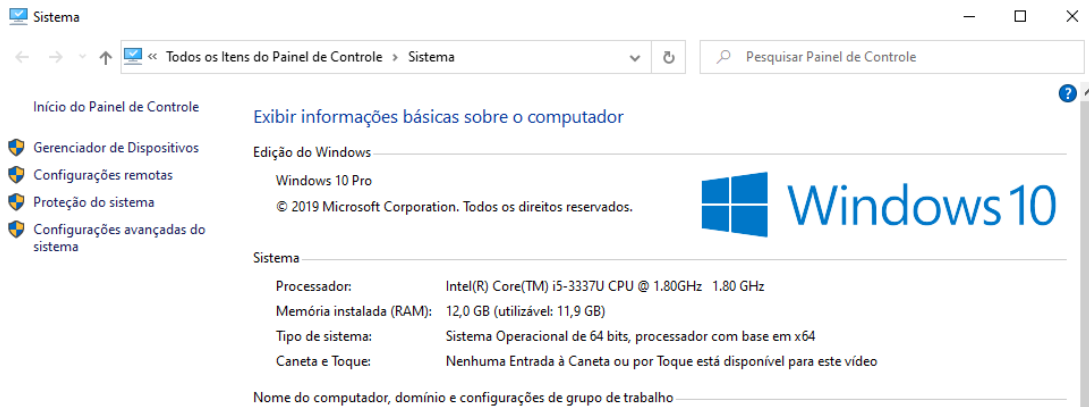 Sistema
« Todos os Itens do Painel de Controle > Sistema
Pesquisar Painel de Controle
?
Início do Painel de Controle
Gerenciador de Dispositivos
Configurações remotas
Proteção do sistema
Configurações avançadas do
sistema
Exibir informações básicas sobre o computador
Edição do Windows
Windows 10 Pro
© 2019 Microsoft Corporation. Todos os direitos reservados.
Windows 10
Sistema
Processador: Intel(R) Core(TM) i5-3337U CPU @ 1.80GHz 1.80 GHz
Memória instalada (RAM): 12,0 GB (utilizável: 11,9 GB)
Tipo de sistema: Sistema Operacional de 64 bits, processador com base em x64
Caneta e Toque: Nenhuma Entrada à Caneta ou por Toque está disponível para este vídeo
Nome do computador, domínio e configurações de grupo de trabalho